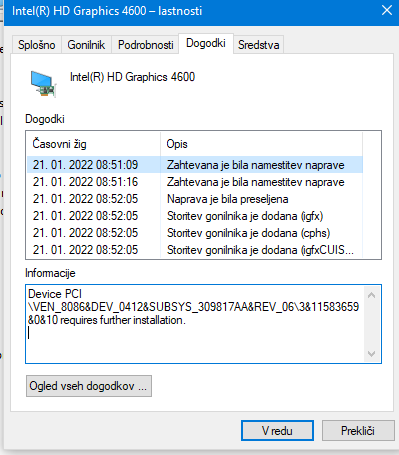 Intel(R) HD Graphics 4600 – lastnosti
Splošno Gonilnik Podrobnosti Dogodki Sredstva
Intel(R) HD Graphics 4600
Dogodki
Časovni žig Opis
21. 01. 2022 08:51:09 Zahtevana je bila namestitev naprave
21. 01. 2022 08:51:16 Zahtevana je bila namestitev naprave
21. 01. 2022 08:52:05 Naprava je bila preseljena
21. 01. 2022 08:52:05 Storitev gonilnika je dodana (igfx)
21. 01. 2022 08:52:05 Storitev gonilnika je dodana (cphs)
21. 01. 2022 08:52:05 Storitev gonilnika je dodana (igfxCUIS...
Informacije
Device PCI
\VEN_8086&DEV_0412&SUBSYS_309817AA&REV_06\3&11583659
&0&10 requires further installation.
Ogled vseh dogodkov ...
V redu Prekliči